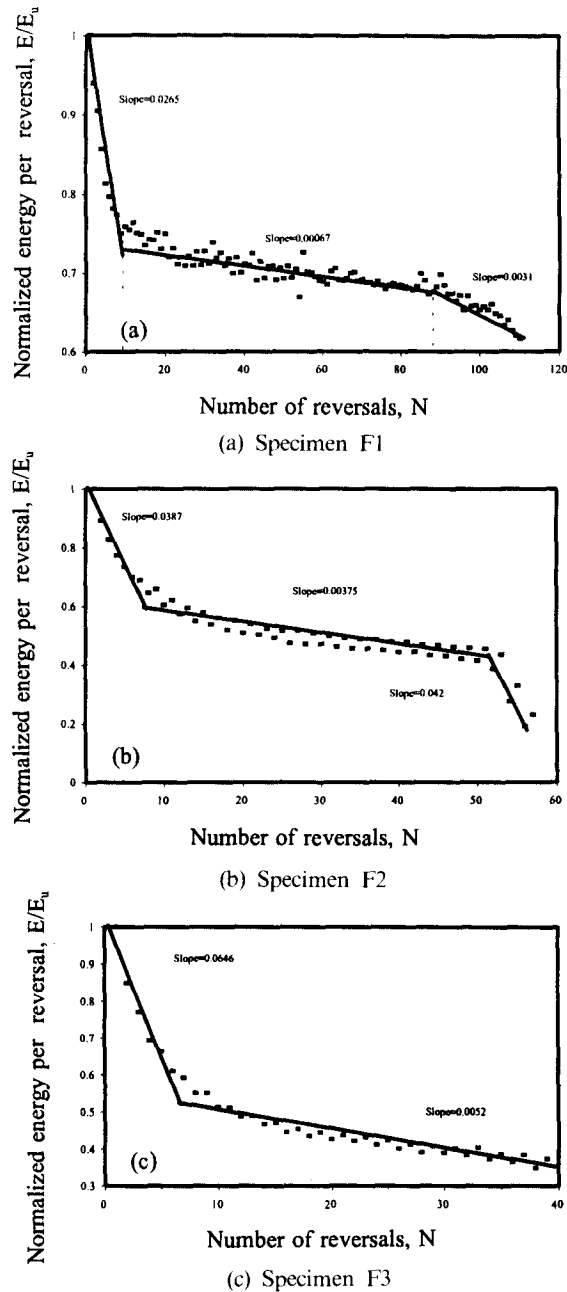 Normalized energy per reversal, E/E_u
1
0.9
0.8
0.7
0.6
Slope=0.0265
Slope=0.00067
Slope=0.0031
(a)
0 20 40 60 80 100 120
Number of reversals, N
(a) Specimen F1
Normalized energy per reversal, E/E_u
1
0.8
0.6
0.4
0.2
0
Slope=0.0387
Slope=0.00375
Slope=0.042
(b)
0 10 20 30 40 50 60
Number of reversals, N
(b) Specimen F2
Normalized energy per reversal, E/E_u
1
0.9
0.8
0.7
0.6
0.5
0.4
0.3
Slope=0.0646
Slope=0.0052
(c)
0 10 20 30 40
Number of reversals, N
(c) Specimen F3